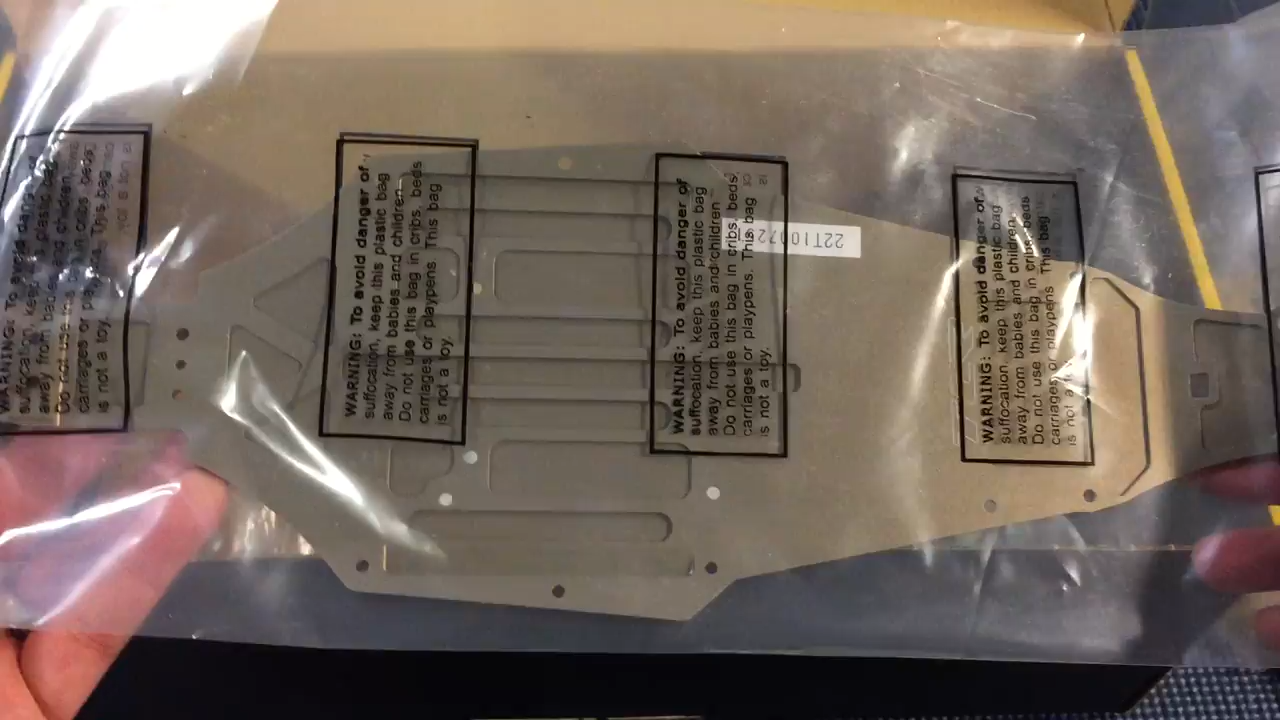 WARNING: To avoid danger of
suffocation, keep this plastic bag
away from babies and children.
Do not use this bag in cribs, beds,
carriages or playpens. This bag
is not a toy.
WARNING: To avoid danger of
suffocation, keep this plastic bag
away from babies and children.
Do not use this bag in cribs, beds
carriages or playpens. This bag
is not a toy.
WARNING: To avoid danger of
suffocation, keep this plastic bag
away from babies and children
Do not use this bag in cribs, beds,
carriages or playpens. This bag
is not a toy.
WARNING: To avoid danger of
suffocation, keep this plastic bag
away from babies and children.
Do not use this bag in cribs, beds
carriages or playpens. This bag
is not a toy.